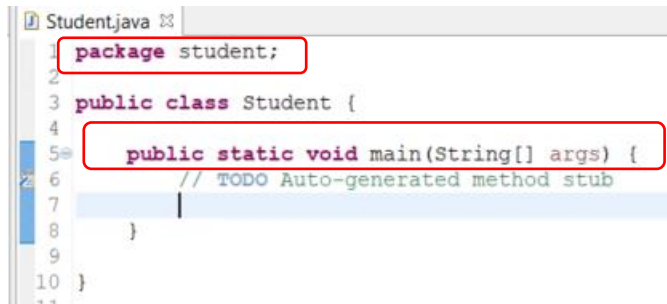 Student.java
1 package student;
2
3 public class Student {
4
5 public static void main(String[] args) {
6 // TODO Auto-generated method stub
7
8 }
9
10 }
11